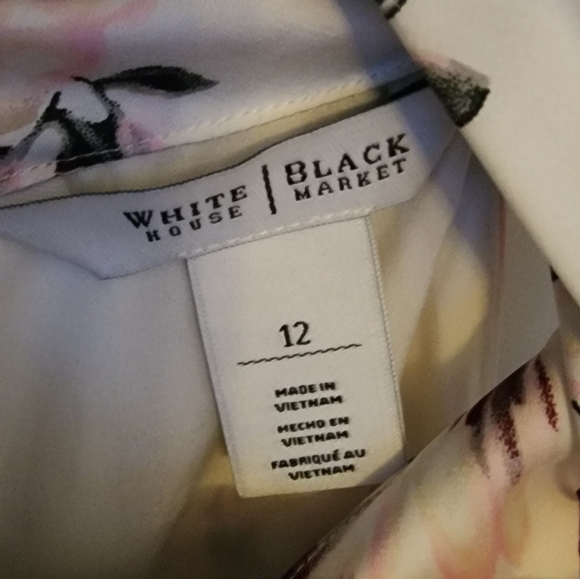 WHITE HOUSE | BLACK MARKET
12
MADE IN
VIETNAM
HECHO EN
VIETNAM
FABRIQUÉ AU
VIETNAM